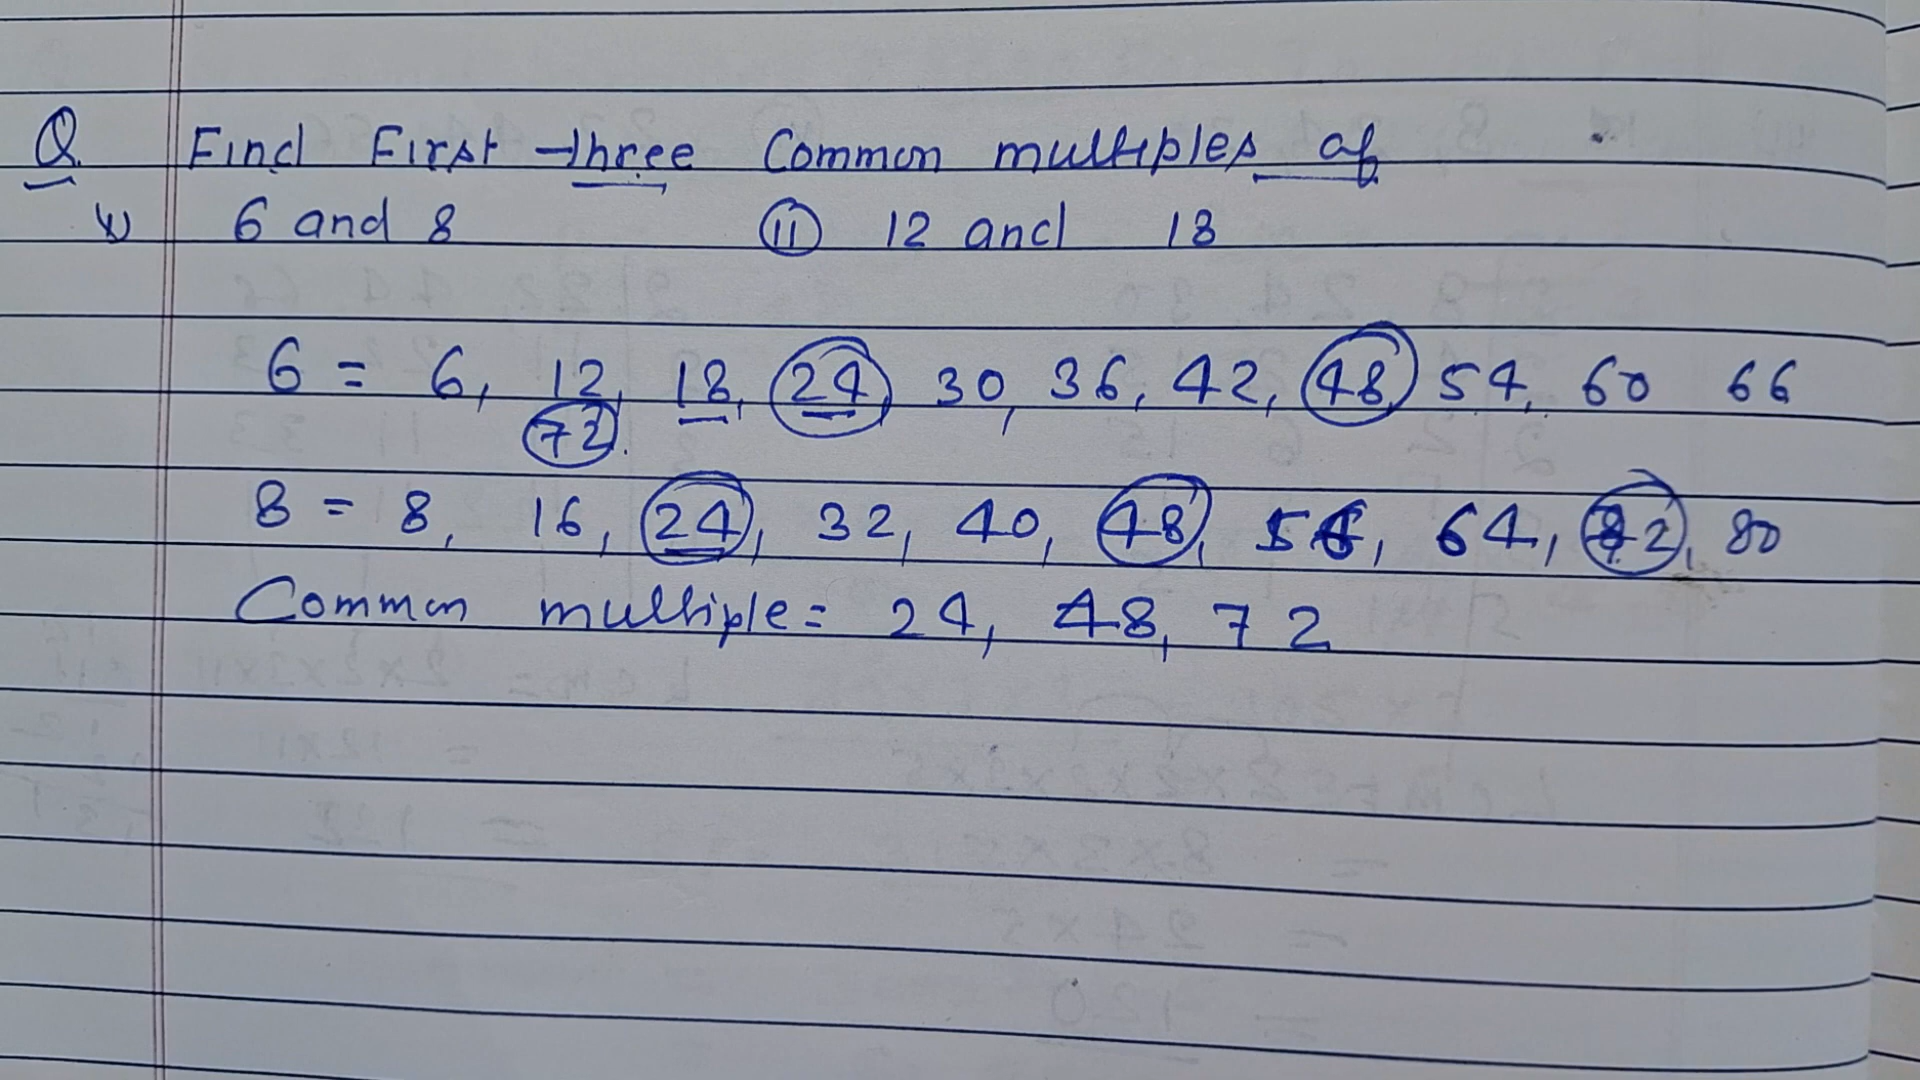 Q Find First three Common multiples of
(i) 6 and 8 (ii) 12 and 18
6 = 6, 12, 18, 24, 30, 36, 42, 48, 54, 60 66
72.
8 = 8, 16, 24, 32, 40, 48, 56, 64, 72, 80
Common multiple = 24, 48, 72